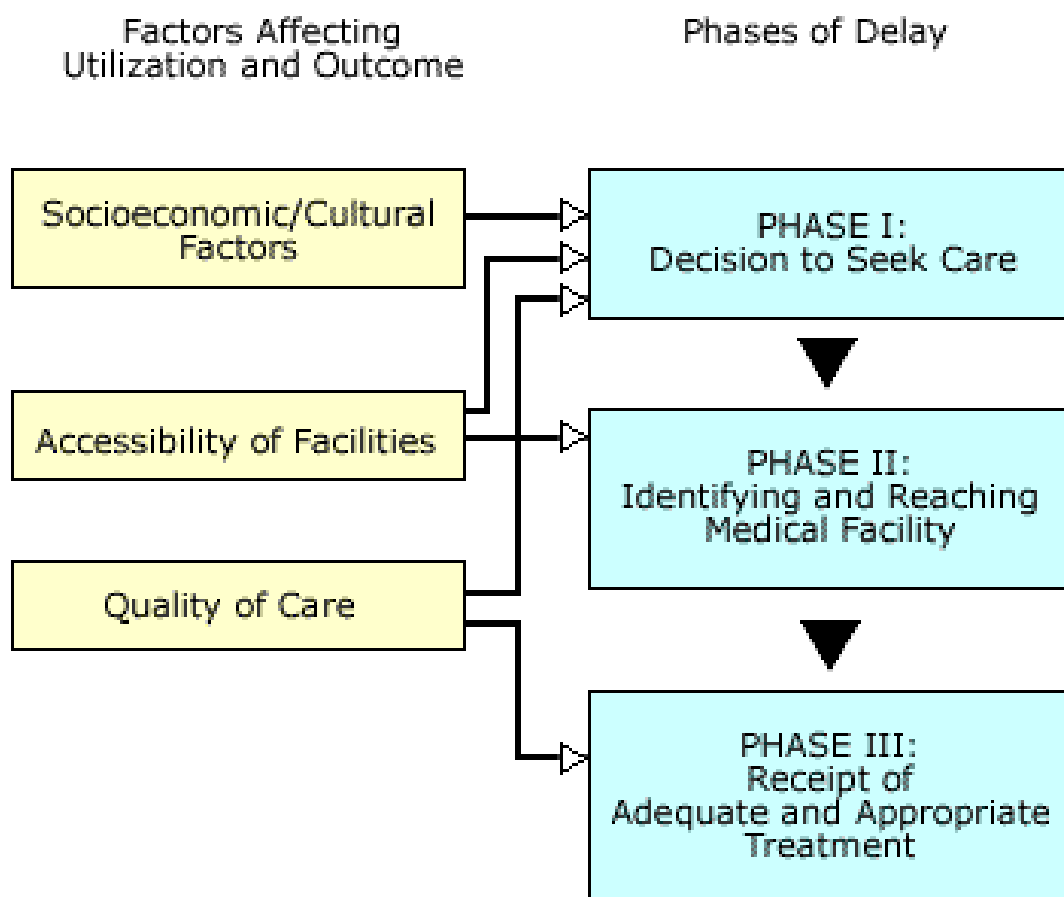 Factors Affecting
Utilization and Outcome
Phases of Delay
Socioeconomic/Cultural
Factors
PHASE I:
Decision to Seek Care
Accessibility of Facilities
PHASE II:
Identifying and Reaching
Medical Facility
Quality of Care
PHASE III:
Receipt of
Adequate and Appropriate
Treatment